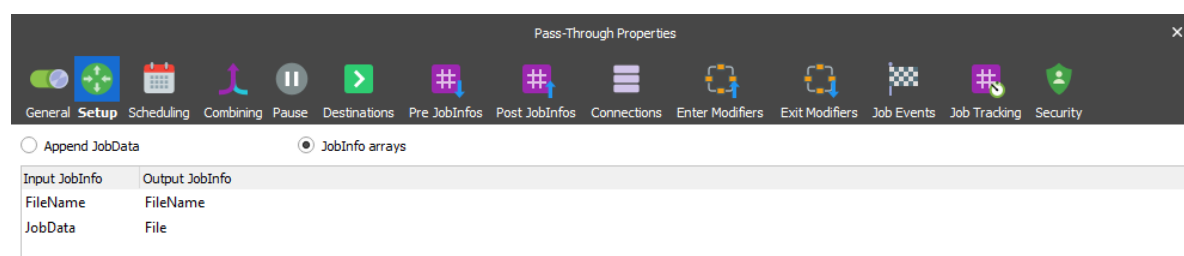 Pass-Through Properties
General Setup Scheduling Combining Pause Destinations Pre JobInfos Post JobInfos Connections Enter Modifiers Exit Modifiers Job Events Job Tracking Security
Append JobData JobInfo arrays
Input JobInfo Output JobInfo
FileName FileName
JobData File